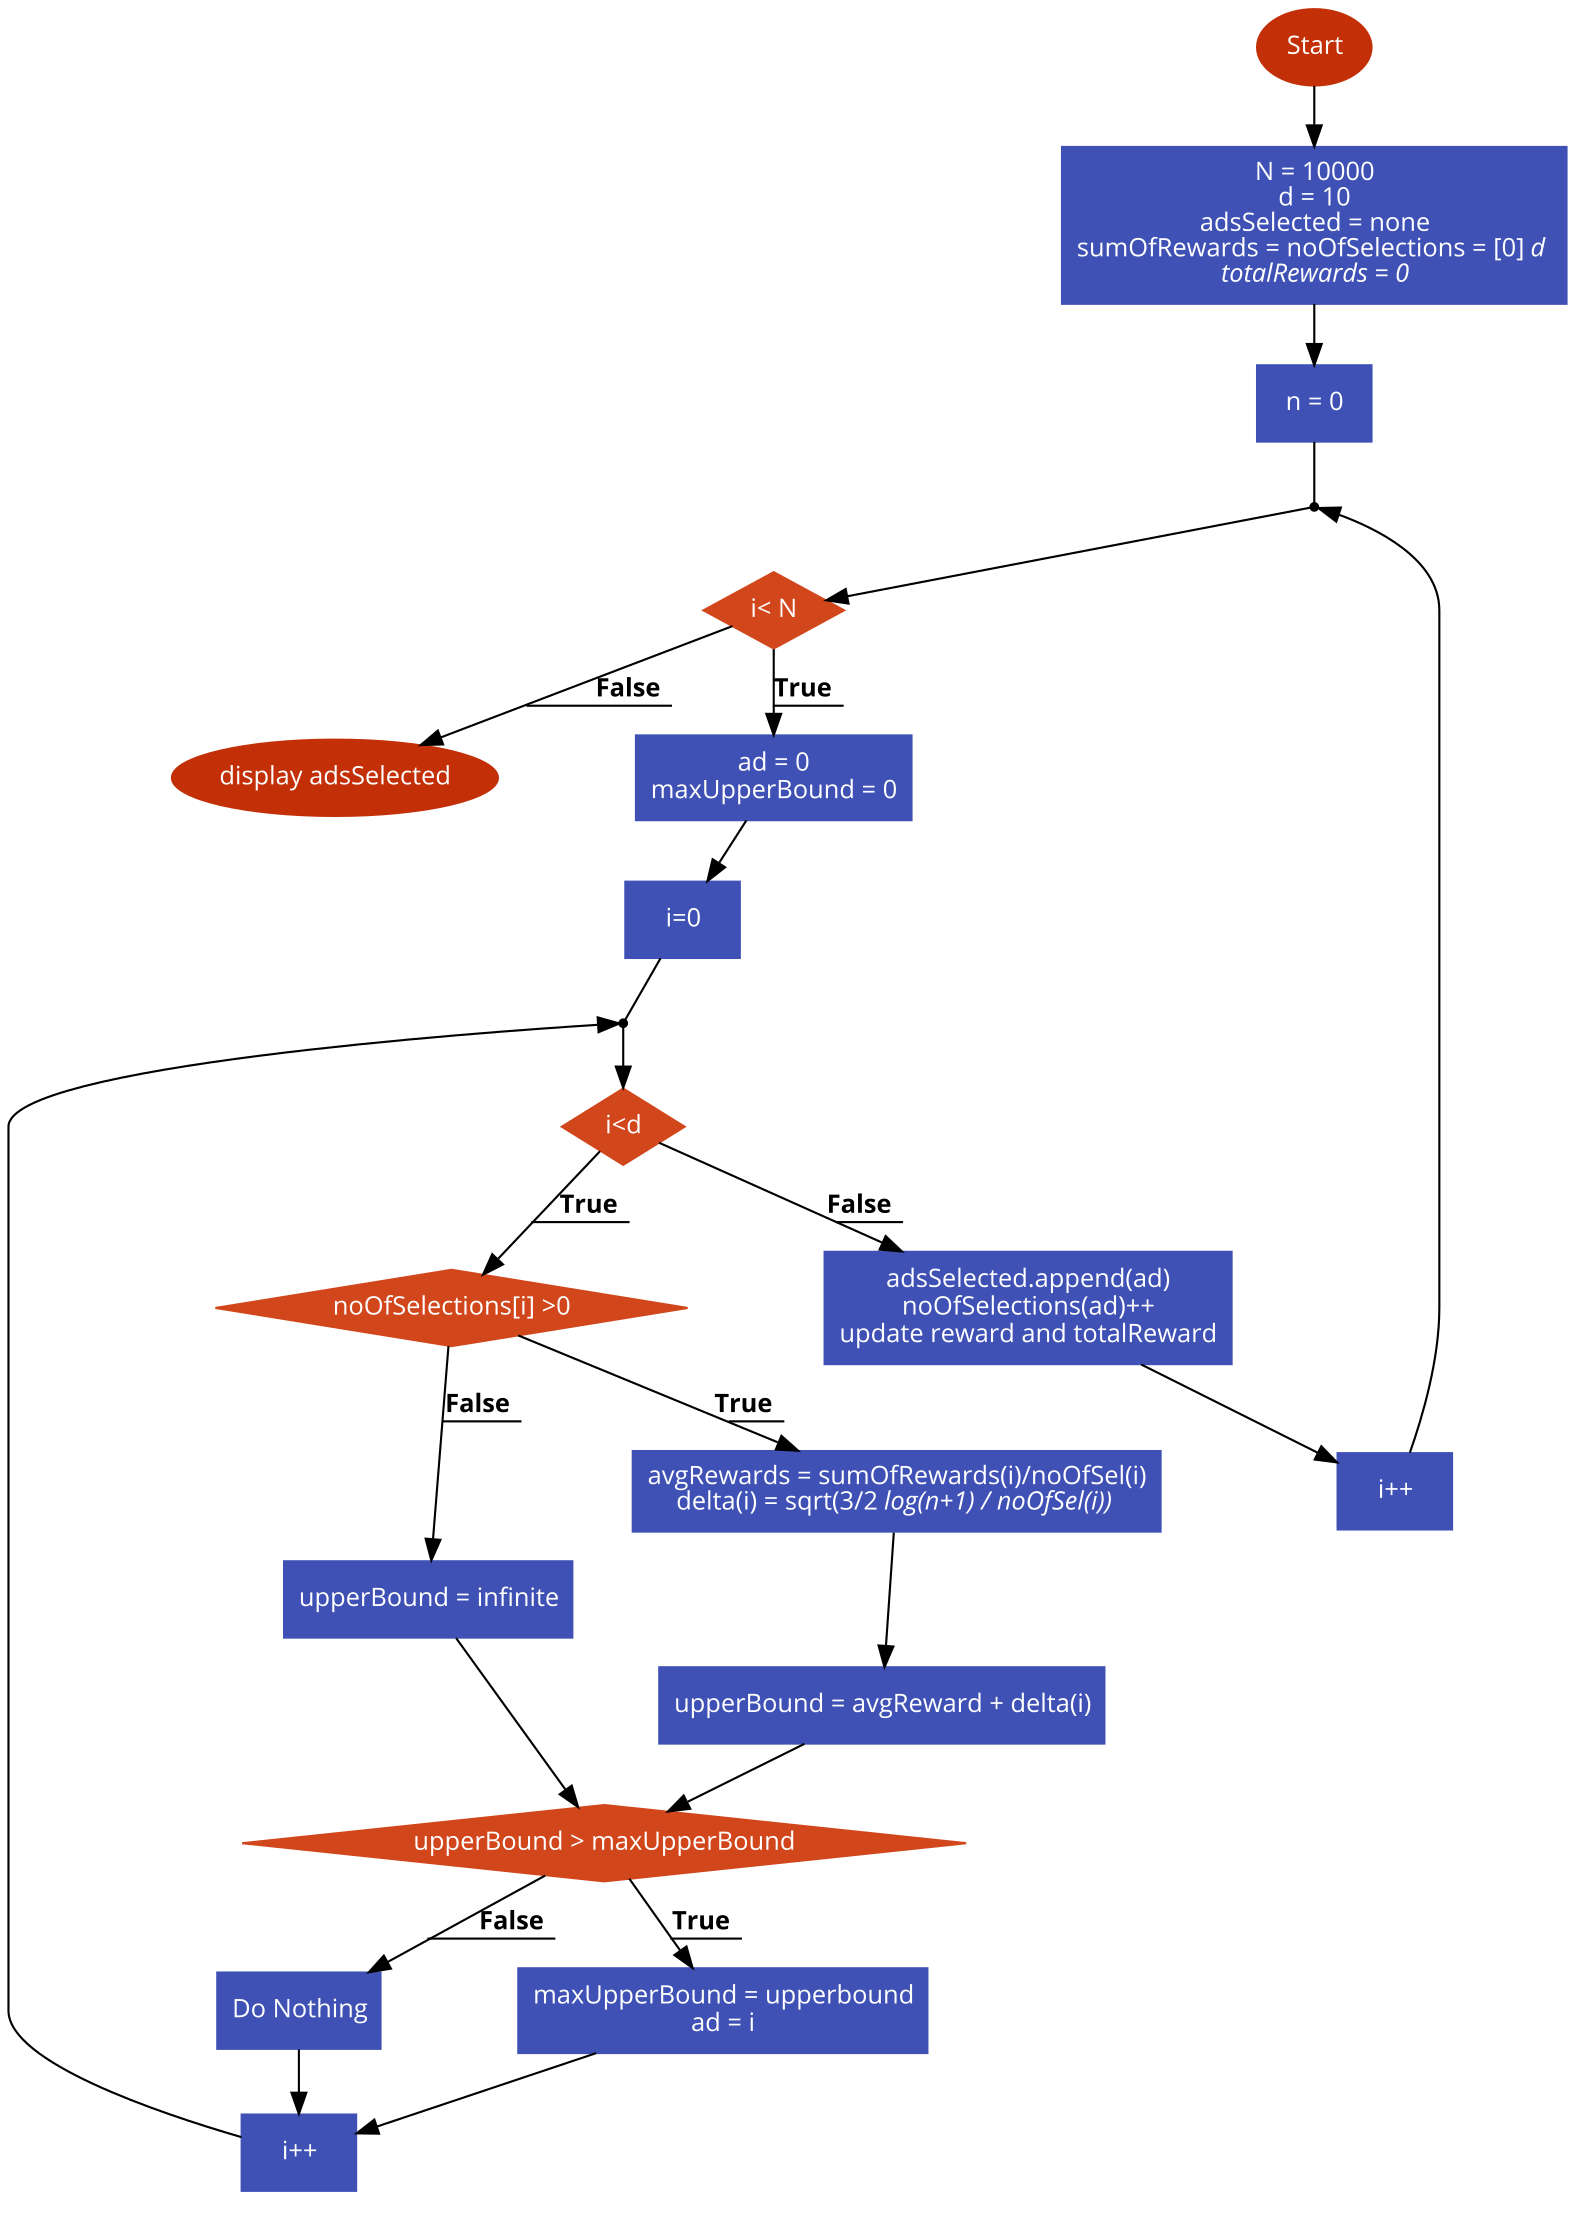 Start
N = 10000
d = 10
adsSelected = none
sumOfRewards = noOfSelections = [0] d
totalRewards = 0
n = 0
i< N
False
True
display adsSelected
ad = 0
maxUpperBound = 0
i=0
i<d
True
False
noOfSelections[i] >0
adsSelected.append(ad)
noOfSelections(ad)++
update reward and totalReward
False
True
avgRewards = sumOfRewards(i)/noOfSel(i)
delta(i) = sqrt(3/2 log(n+1) / noOfSel(i))
i++
upperBound = infinite
upperBound = avgReward + delta(i)
upperBound > maxUpperBound
False
True
Do Nothing
maxUpperBound = upperbound
ad = i
i++